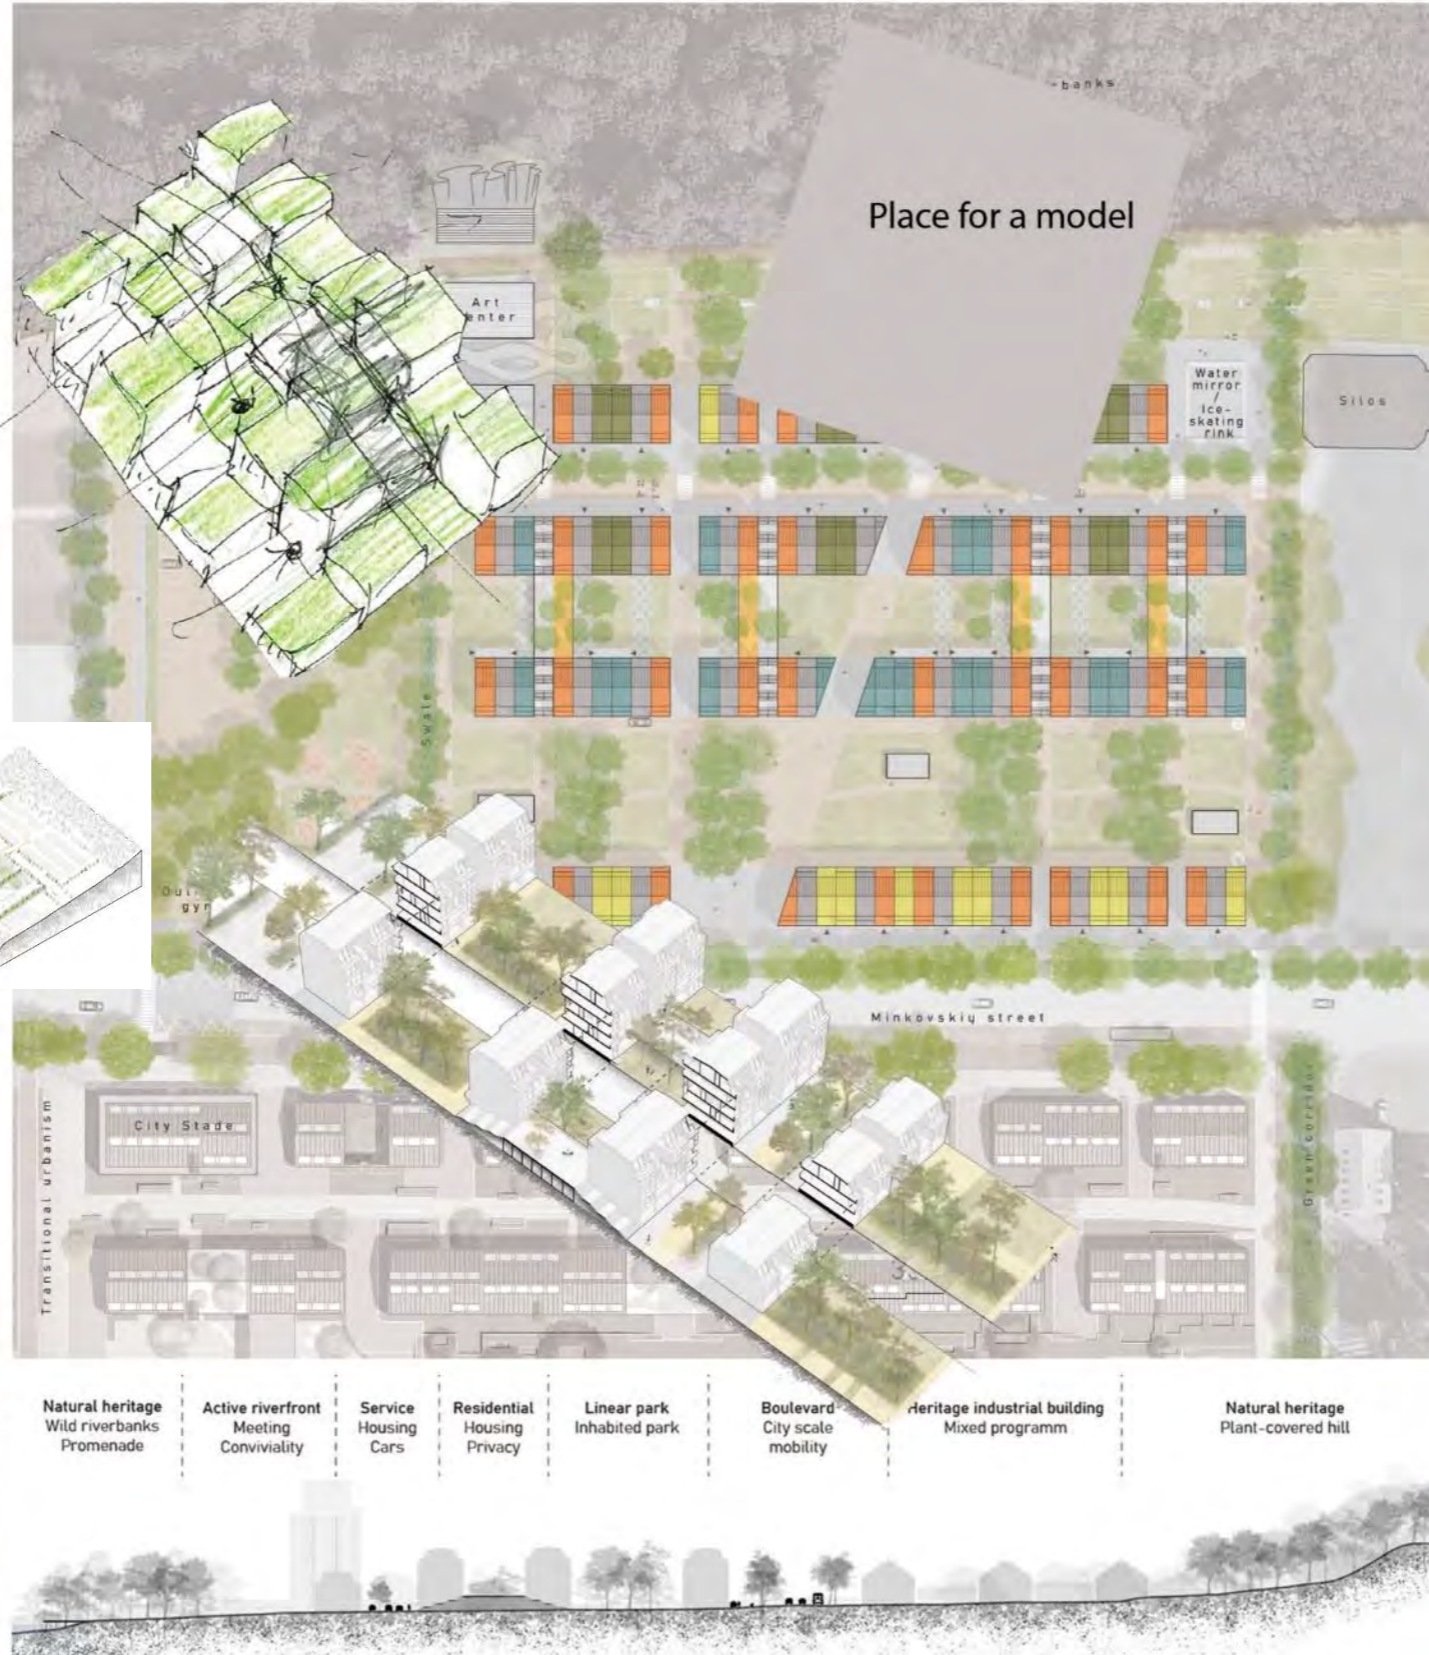 -banks
Place for a model
Art
enter
Water
mirror
/
Ice-
skating
rink
Silos
Swale
gyr
Minkovskiy street
City Stade
Transitional urbanism
Green corridor
Natural heritage
Wild riverbanks
Promenade
Active riverfront
Meeting
Conviviality
Service
Housing
Cars
Residential
Housing
Privacy
Linear park
Inhabited park
Boulevard
City scale
mobility
Heritage industrial building
Mixed programm
Natural heritage
Plant-covered hill